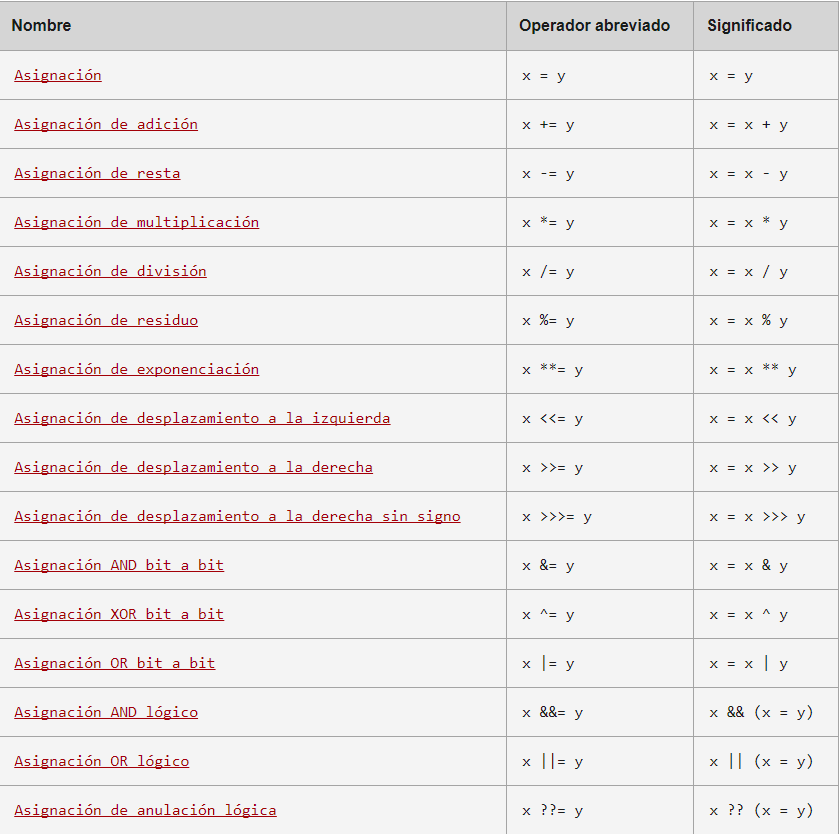 Nombre Operador abreviado Significado
Asignación x = y x = y
Asignación de adición x += y x = x + y
Asignación de resta x -= y x = x - y
Asignación de multiplicación x *= y x = x * y
Asignación de división x /= y x = x / y
Asignación de residuo x %= y x = x % y
Asignación de exponenciación x **= y x = x ** y
Asignación de desplazamiento a la izquierda x <<= y x = x << y
Asignación de desplazamiento a la derecha x >>= y x = x >> y
Asignación de desplazamiento a la derecha sin signo x >>>= y x = x >>> y
Asignación AND bit a bit x &= y x = x & y
Asignación XOR bit a bit x ^= y x = x ^ y
Asignación OR bit a bit x |= y x = x | y
Asignación AND lógico x &&= y x && (x = y)
Asignación OR lógico x ||= y x || (x = y)
Asignación de anulación lógica x ??= y x ?? (x = y)